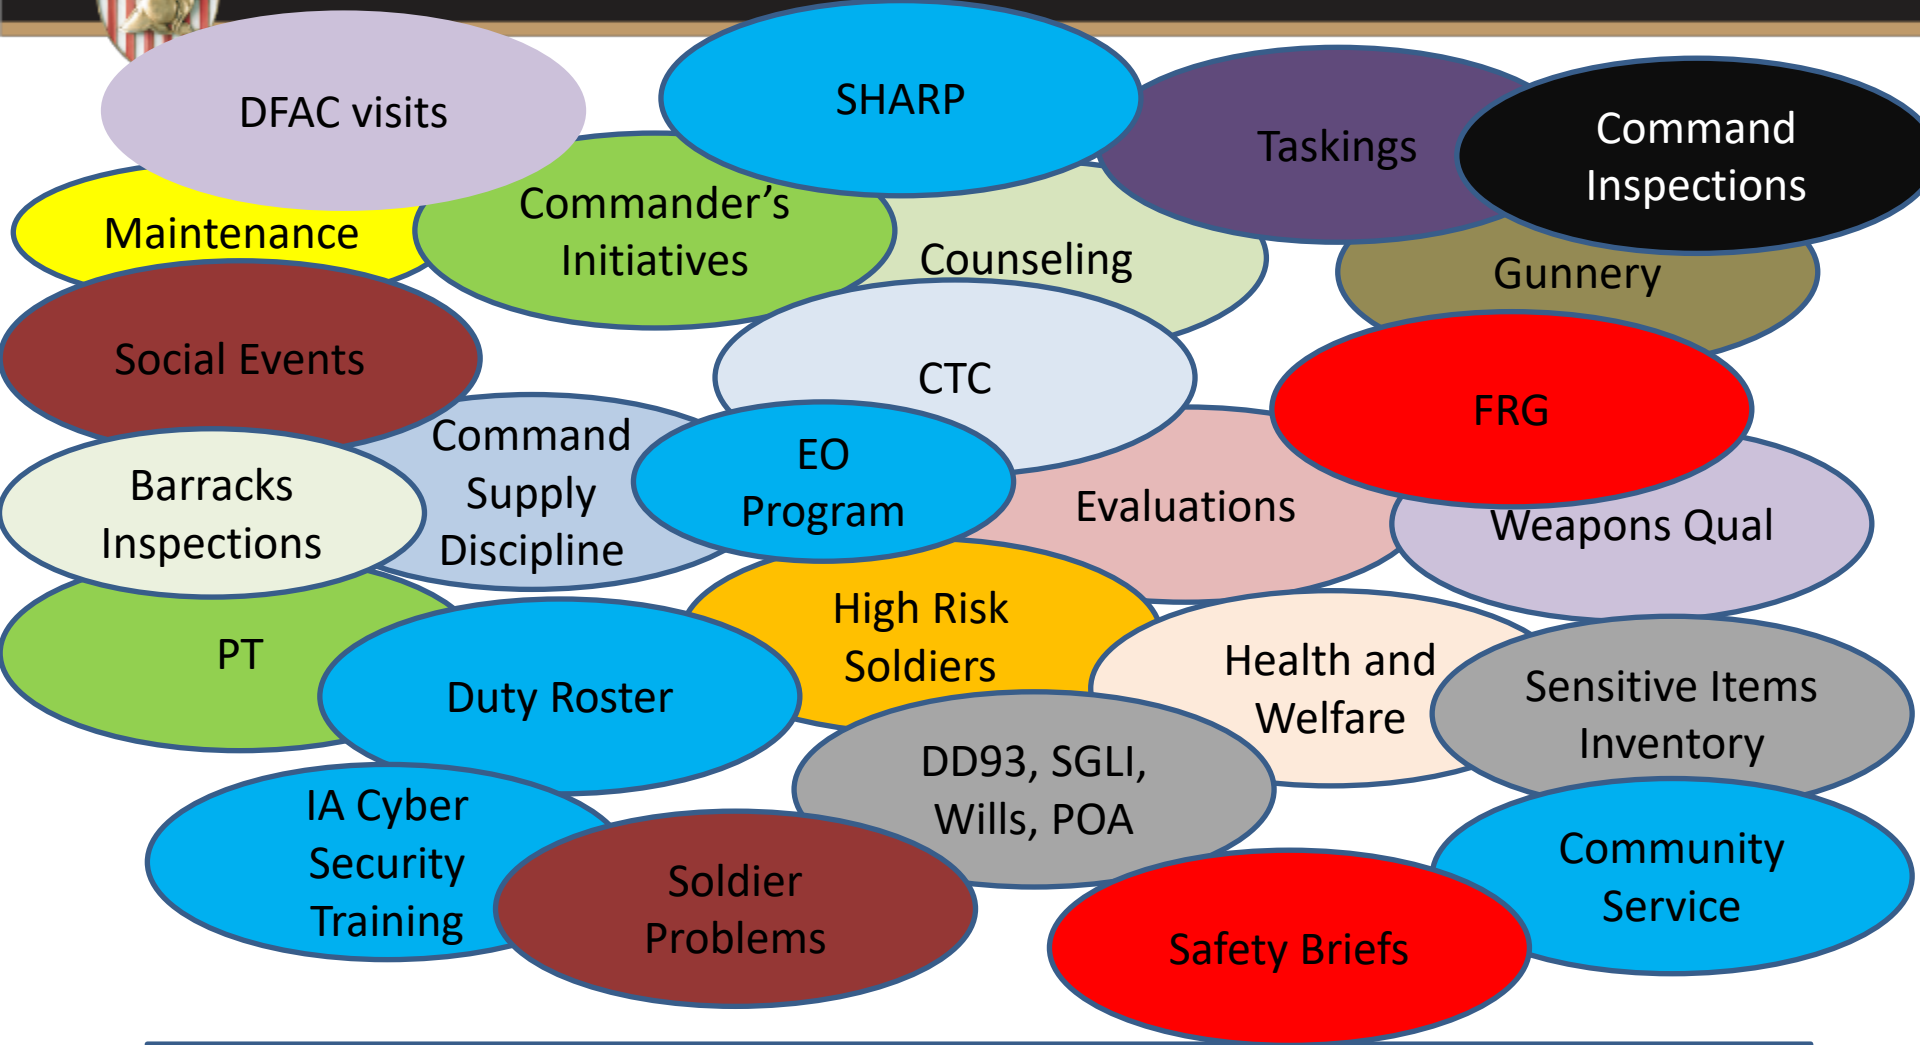 DFAC visits
SHARP
Taskings
Command
Inspections
Maintenance
Commander’s
Initiatives
Counseling
Gunnery
Social Events
CTC
FRG
Barracks
Inspections
Command
Supply
Discipline
EO
Program
Evaluations
Weapons Qual
PT
Duty Roster
High Risk
Soldiers
Health and
Welfare
Sensitive Items
Inventory
IA Cyber
Security
Training
Soldier
Problems
DD93, SGLI,
Wills, POA
Safety Briefs
Community
Service